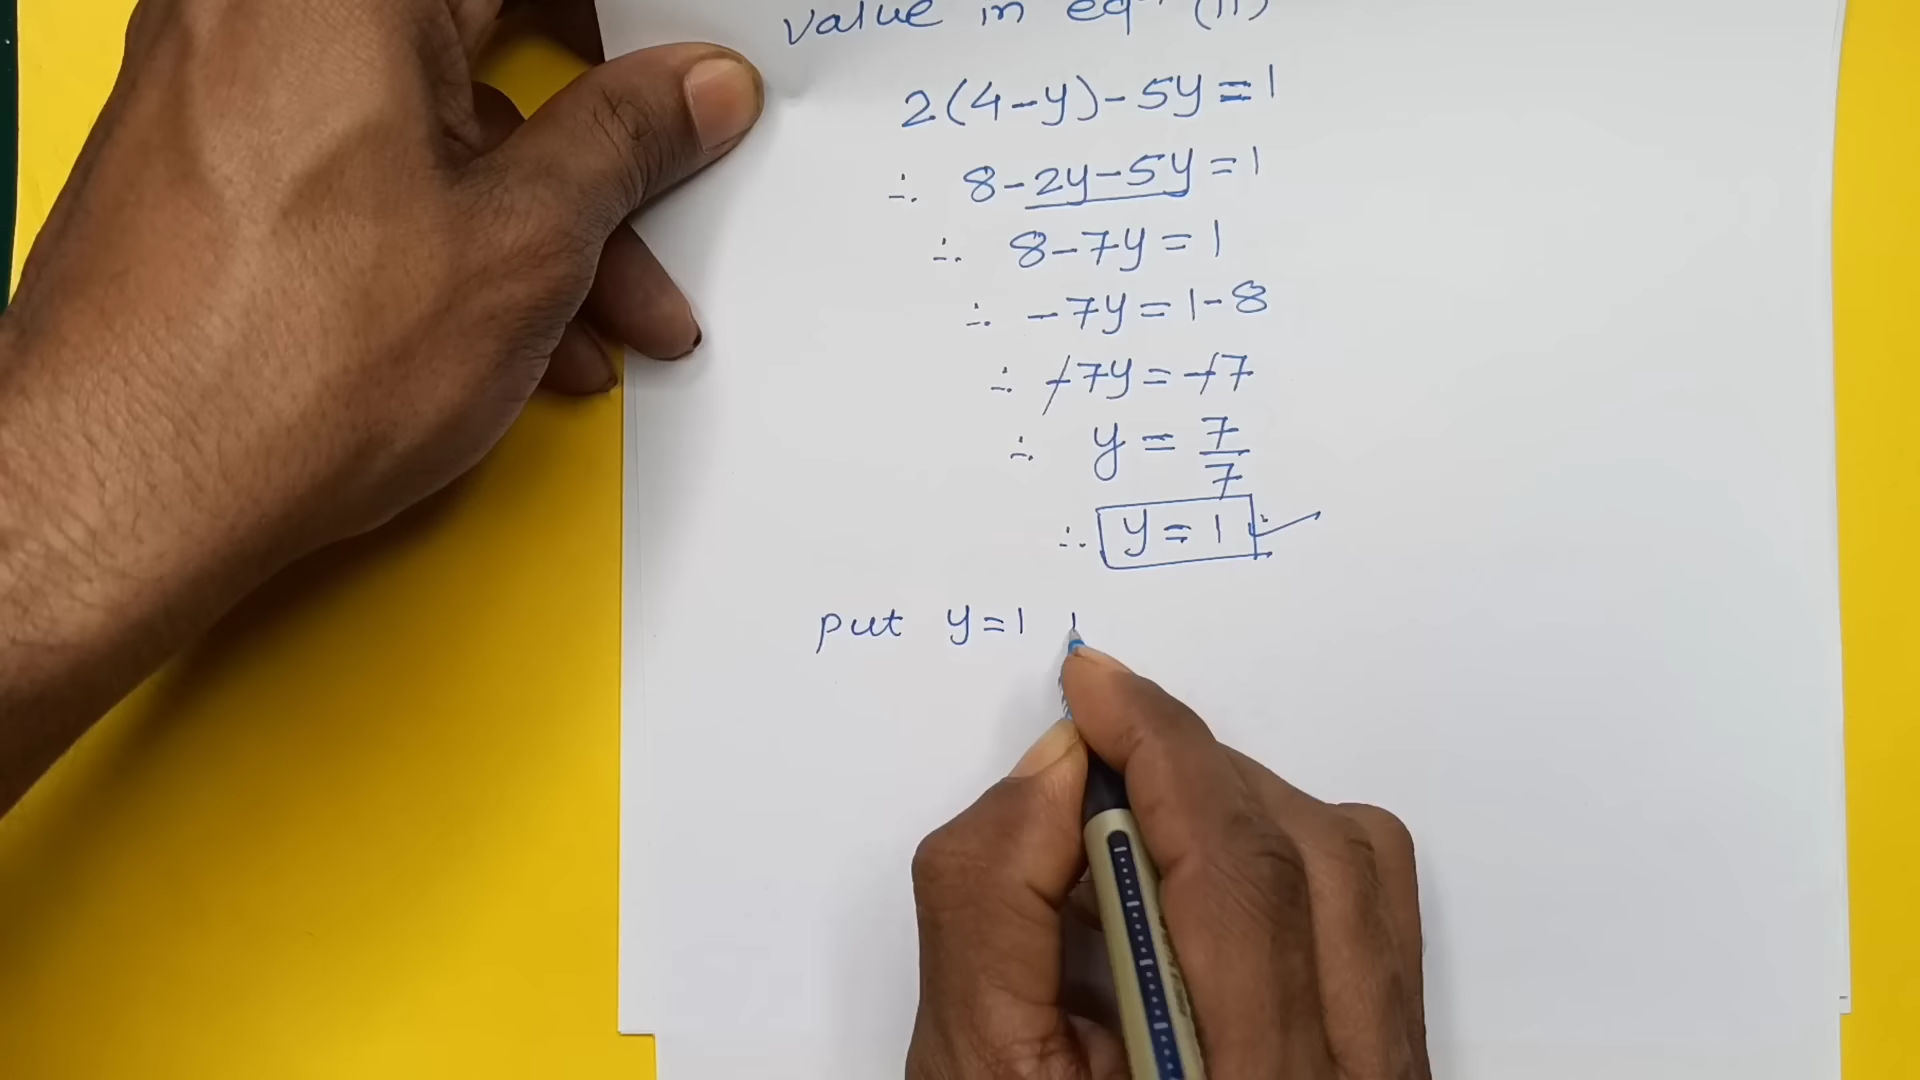 value in eqn (II)
2(4-y)-5y=1
∴ 8-2y-5y=1
∴ 8-7y=1
∴ -7y=1-8
∴ -7y=-7
∴ y = 7/7
∴ y=1
put y=1